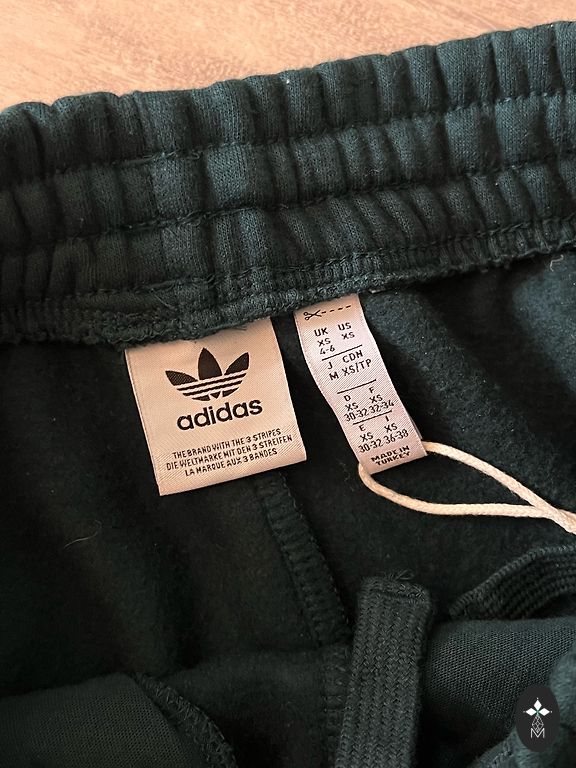 adidas
THE BRAND WITH THE 3 STRIPES
DIE WELTMARKE MIT DEN 3 STREIFEN
LA MARQUE AUX 3 BANDES
UK US
XS XS
4-6
J CDN
M XS/TP
D F
XS XS
30-32 32-34
E I
XS XS
30-32 36-38
MADE IN
TURKEY
M